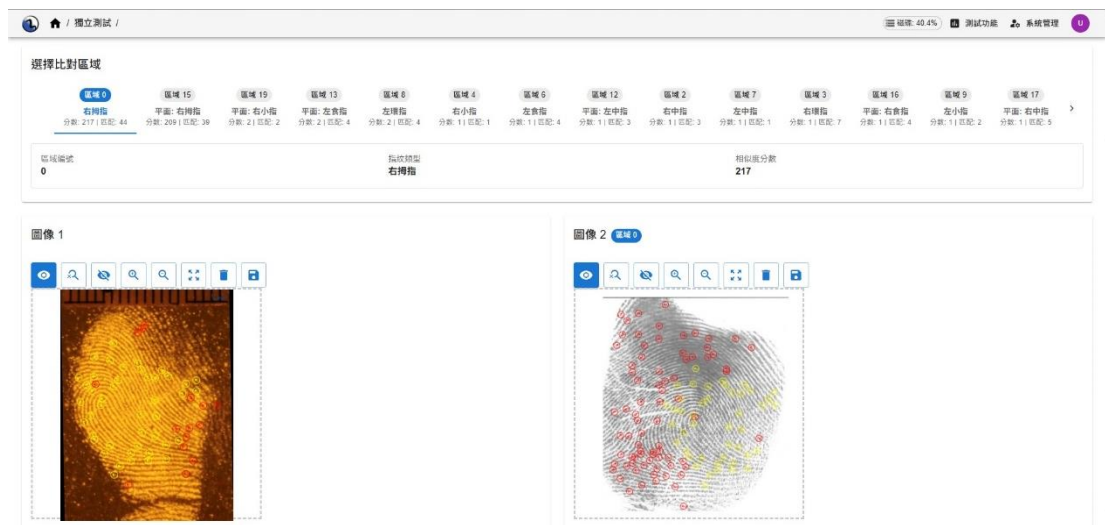 / 獨立測試 /
磁碟: 40.4%
測試功能
系統管理
U
選擇比對區域
區域 0
右拇指
分數: 217 | 匹配: 44
區域 15
平面: 右拇指
分數: 209 | 匹配: 38
區域 19
平面: 右小指
分數: 2 | 匹配: 2
區域 13
平面: 左食指
分數: 2 | 匹配: 4
區域 8
左環指
分數: 2 | 匹配: 4
區域 4
右小指
分數: 1 | 匹配: 1
區域 6
左食指
分數: 1 | 匹配: 4
區域 12
平面: 左中指
分數: 1 | 匹配: 3
區域 2
右中指
分數: 1 | 匹配: 3
區域 7
左中指
分數: 1 | 匹配: 1
區域 3
右環指
分數: 1 | 匹配: 7
區域 16
平面: 右食指
分數: 1 | 匹配: 4
區域 9
左小指
分數: 1 | 匹配: 2
區域 17
平面: 右中指
分數: 1 | 匹配: 5
區域編號
0
指紋類型
右拇指
相似度分數
217
圖像 1
圖像 2 區域 0